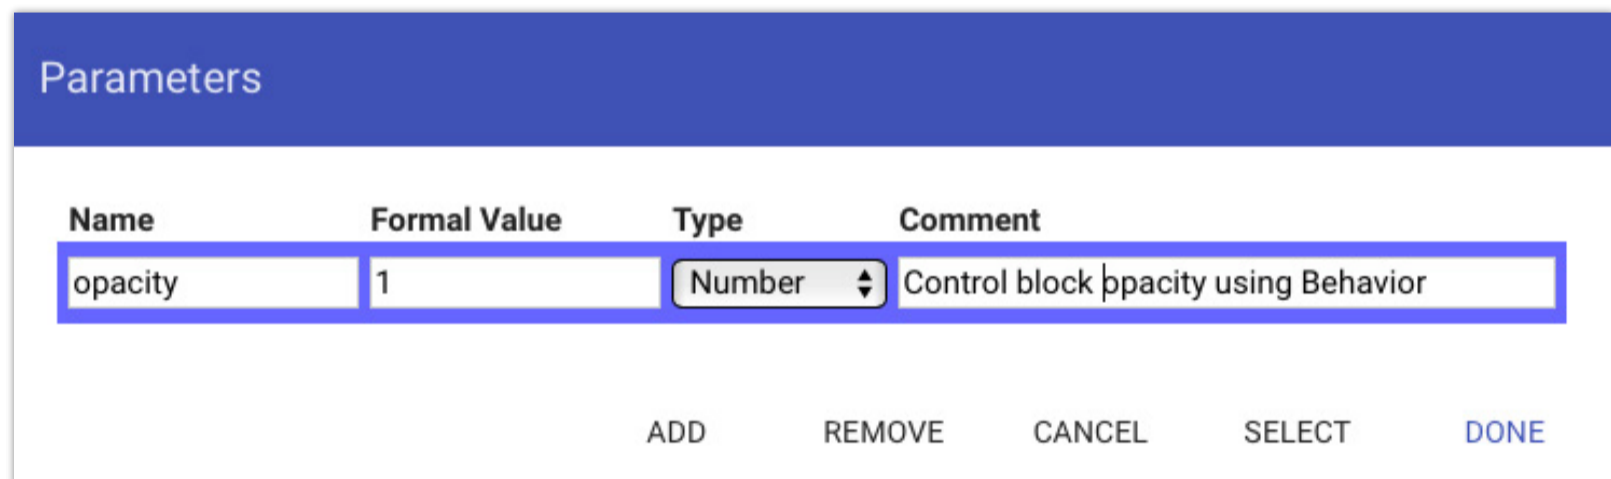 Parameters
Name Formal Value Type Comment
opacity 1 Number Control block opacity using Behavior
ADD REMOVE CANCEL SELECT DONE